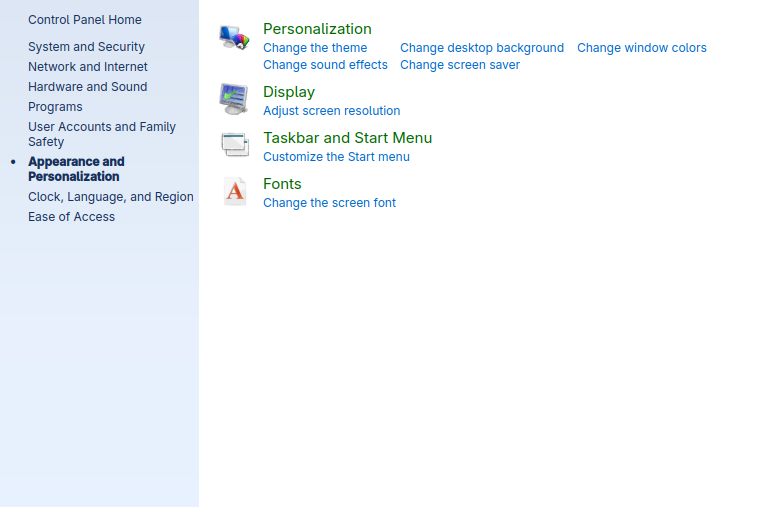 Control Panel Home
System and Security
Network and Internet
Hardware and Sound
Programs
User Accounts and Family
Safety
• Appearance and
Personalization
Clock, Language, and Region
Ease of Access
Personalization
Change the theme Change desktop background Change window colors
Change sound effects Change screen saver
Display
Adjust screen resolution
Taskbar and Start Menu
Customize the Start menu
A
Fonts
Change the screen font